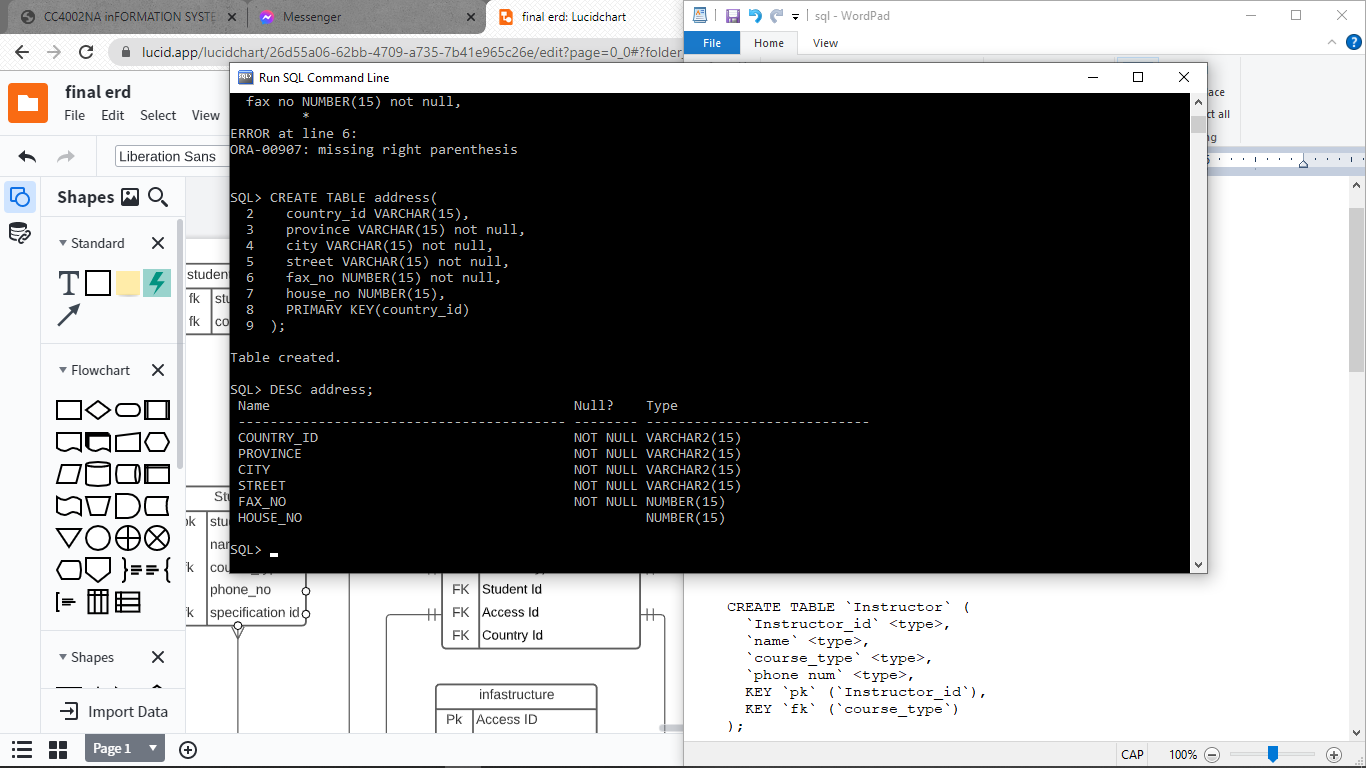 CC4002NA inFORMATION SYSTE
Messenger
final erd: Lucidchart
sql - WordPad
lucid.app/lucidchart/26d55a06-62bb-4709-a735-7b41e965c26e/edit?page=0_0#?folder
File
Home
View
final erd
File Edit Select View
Liberation Sans
Shapes
Standard
Flowchart
Shapes
Import Data
Page 1
Run SQL Command Line
fax no NUMBER(15) not null,
*
ERROR at line 6:
ORA-00907: missing right parenthesis
SQL> CREATE TABLE address(
2 country_id VARCHAR(15),
3 province VARCHAR(15) not null,
4 city VARCHAR(15) not null,
5 street VARCHAR(15) not null,
6 fax_no NUMBER(15) not null,
7 house_no NUMBER(15),
8 PRIMARY KEY(country_id)
9 );
Table created.
SQL> DESC address;
Name Null? Type
----------------------------------------- -------- ----------------------------
COUNTRY_ID NOT NULL VARCHAR2(15)
PROVINCE NOT NULL VARCHAR2(15)
CITY NOT NULL VARCHAR2(15)
STREET NOT NULL VARCHAR2(15)
FAX_NO NOT NULL NUMBER(15)
HOUSE_NO NUMBER(15)
SQL>
student
fk stu
fk co
Stu
pk stu
nar
fk cou
phone_no
fk specification id
FK Student Id
FK Access Id
FK Country Id
infastructure
Pk Access ID
ace
ct all
CREATE TABLE `Instructor` (
`Instructor_id` <type>,
`name` <type>,
`course_type` <type>,
`phone num` <type>,
KEY `pk` (`Instructor_id`),
KEY `fk` (`course_type`)
);
CAP 100%